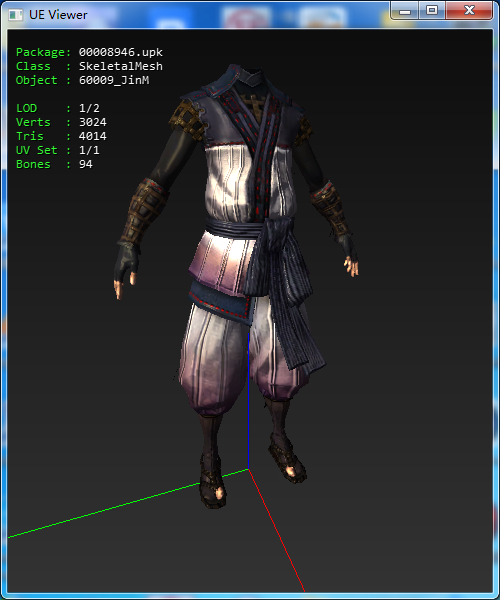 UE Viewer
Package: 00008946.upk
Class : SkeletalMesh
Object : 60009_JinM
LOD : 1/2
Verts : 3024
Tris : 4014
UV Set : 1/1
Bones : 94